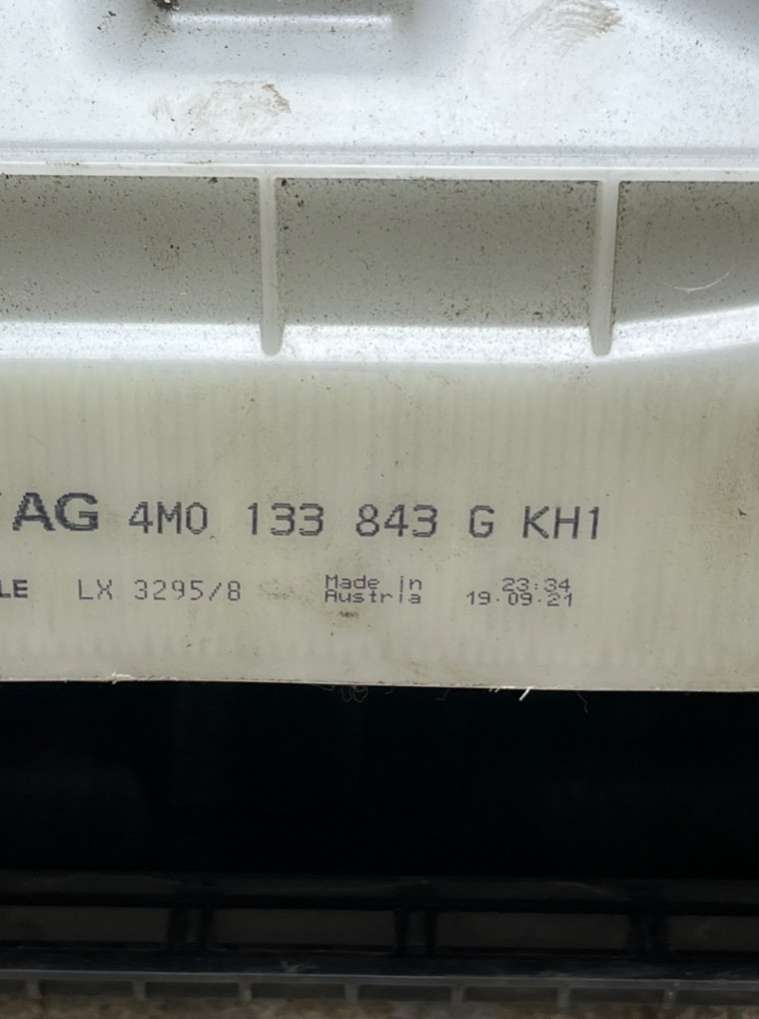 AG 4M0 133 843 G KH1
LE LX 3295/8 Made in 23:34
Austria 19.09.21